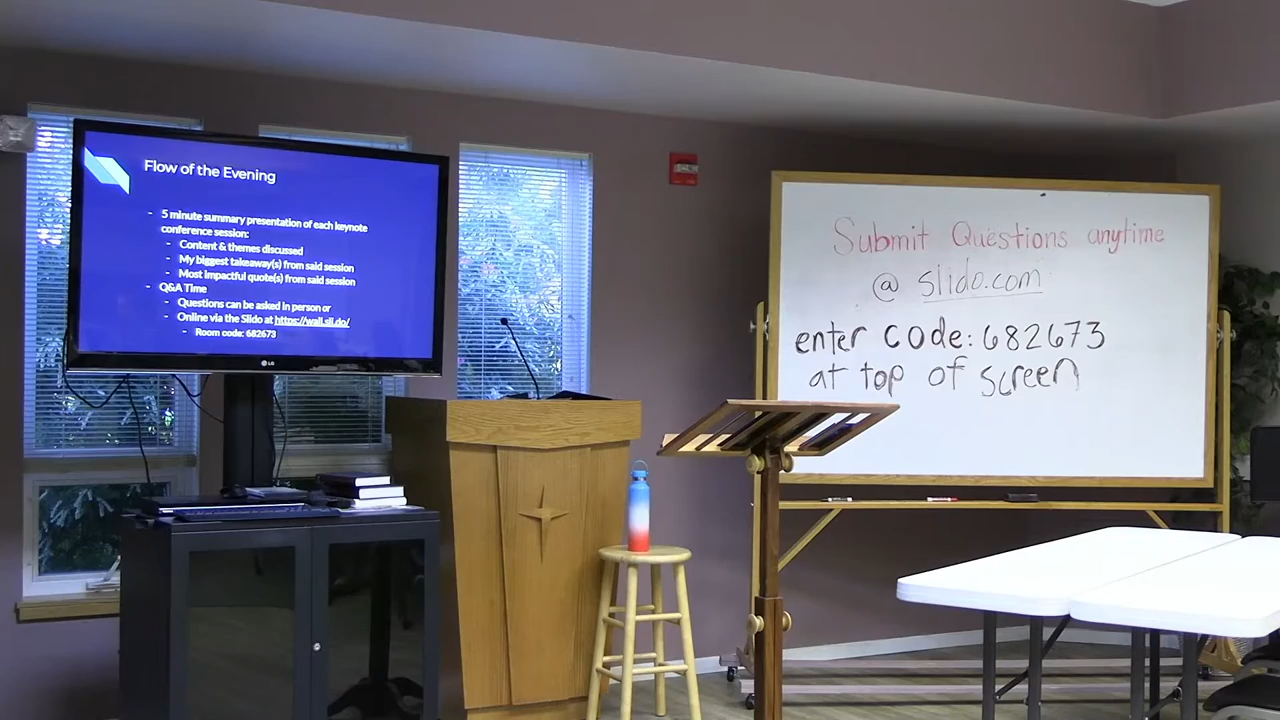 Flow of the Evening
- 5 minute summary presentation of each keynote
conference session:
- Content & themes discussed
- My biggest takeaway(s) from said session
- Most impactful quote(s) from said session
- Q&A Time
- Questions can be asked in person or
- Online via the Slido at https://wall.sli.do/
- Room code: 682673
LG
Submit Questions anytime
@ slido.com
enter code: 682673
at top of screen